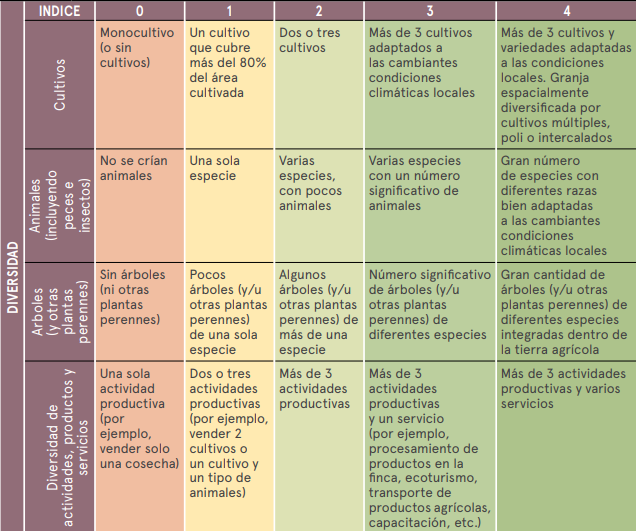 INDICE 0 1 2 3 4
DIVERSIDAD
Cultivos
Monocultivo
(o sin
cultivos)
Un cultivo
que cubre
más del 80%
del área
cultivada
Dos o tres
cultivos
Más de 3 cultivos
adaptados a
las cambiantes
condiciones
climáticas locales
Más de 3 cultivos y
variedades adaptadas
a las condiciones
locales. Granja
espacialmente
diversificada por
cultivos múltiples,
poli o intercalados
Animales
(incluyendo
peces e
insectos)
No se crían
animales
Una sola
especie
Varias
especies,
con pocos
animales
Varias especies
con un número
significativo de
animales
Gran número
de especies con
diferentes razas
bien adaptadas
a las cambiantes
condiciones
climáticas locales
Árboles
(y otras
plantas
perennes)
Sin árboles
(ni otras
plantas
perennes)
Pocos
árboles (y/u
otras plantas
perennes)
de una sola
especie
Algunos
árboles (y/u
otras plantas
perennes) de
más de una
especie
Número significativo
de árboles (y/u
otras plantas
perennes) de
diferentes especies
Gran cantidad de
árboles (y/u otras
plantas perennes) de
diferentes especies
integradas dentro de
la tierra agrícola
Diversidad de
actividades, productos y
servicios
Una sola
actividad
productiva
(por
ejemplo,
vender solo
una cosecha)
Dos o tres
actividades
productivas
(por ejemplo,
vender 2
cultivos o
un cultivo y
un tipo de
animales)
Más de 3
actividades
productivas
Más de 3
actividades
productivas
y un servicio
(por ejemplo,
procesamiento de
productos en la
finca, ecoturismo,
transporte de
productos agrícolas,
capacitación, etc.)
Más de 3 actividades
productivas y varios
servicios